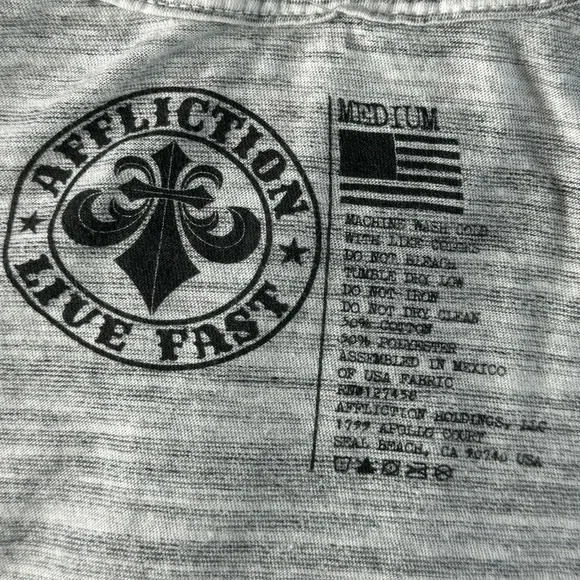 AFFLICTION
LIVE FAST
MEDIUM
MACHINE WASH COLD
WITH LIKE COLORS
DO NOT BLEACH
TUMBLE DRY LOW
DO NOT IRON
DO NOT DRY CLEAN
50% COTTON
50% POLYESTER
ASSEMBLED IN MEXICO
OF USA FABRIC
RN#127458
AFFLICTION HOLDINGS, LLC
1799 APOLLO COURT
SEAL BEACH, CA 90740 USA